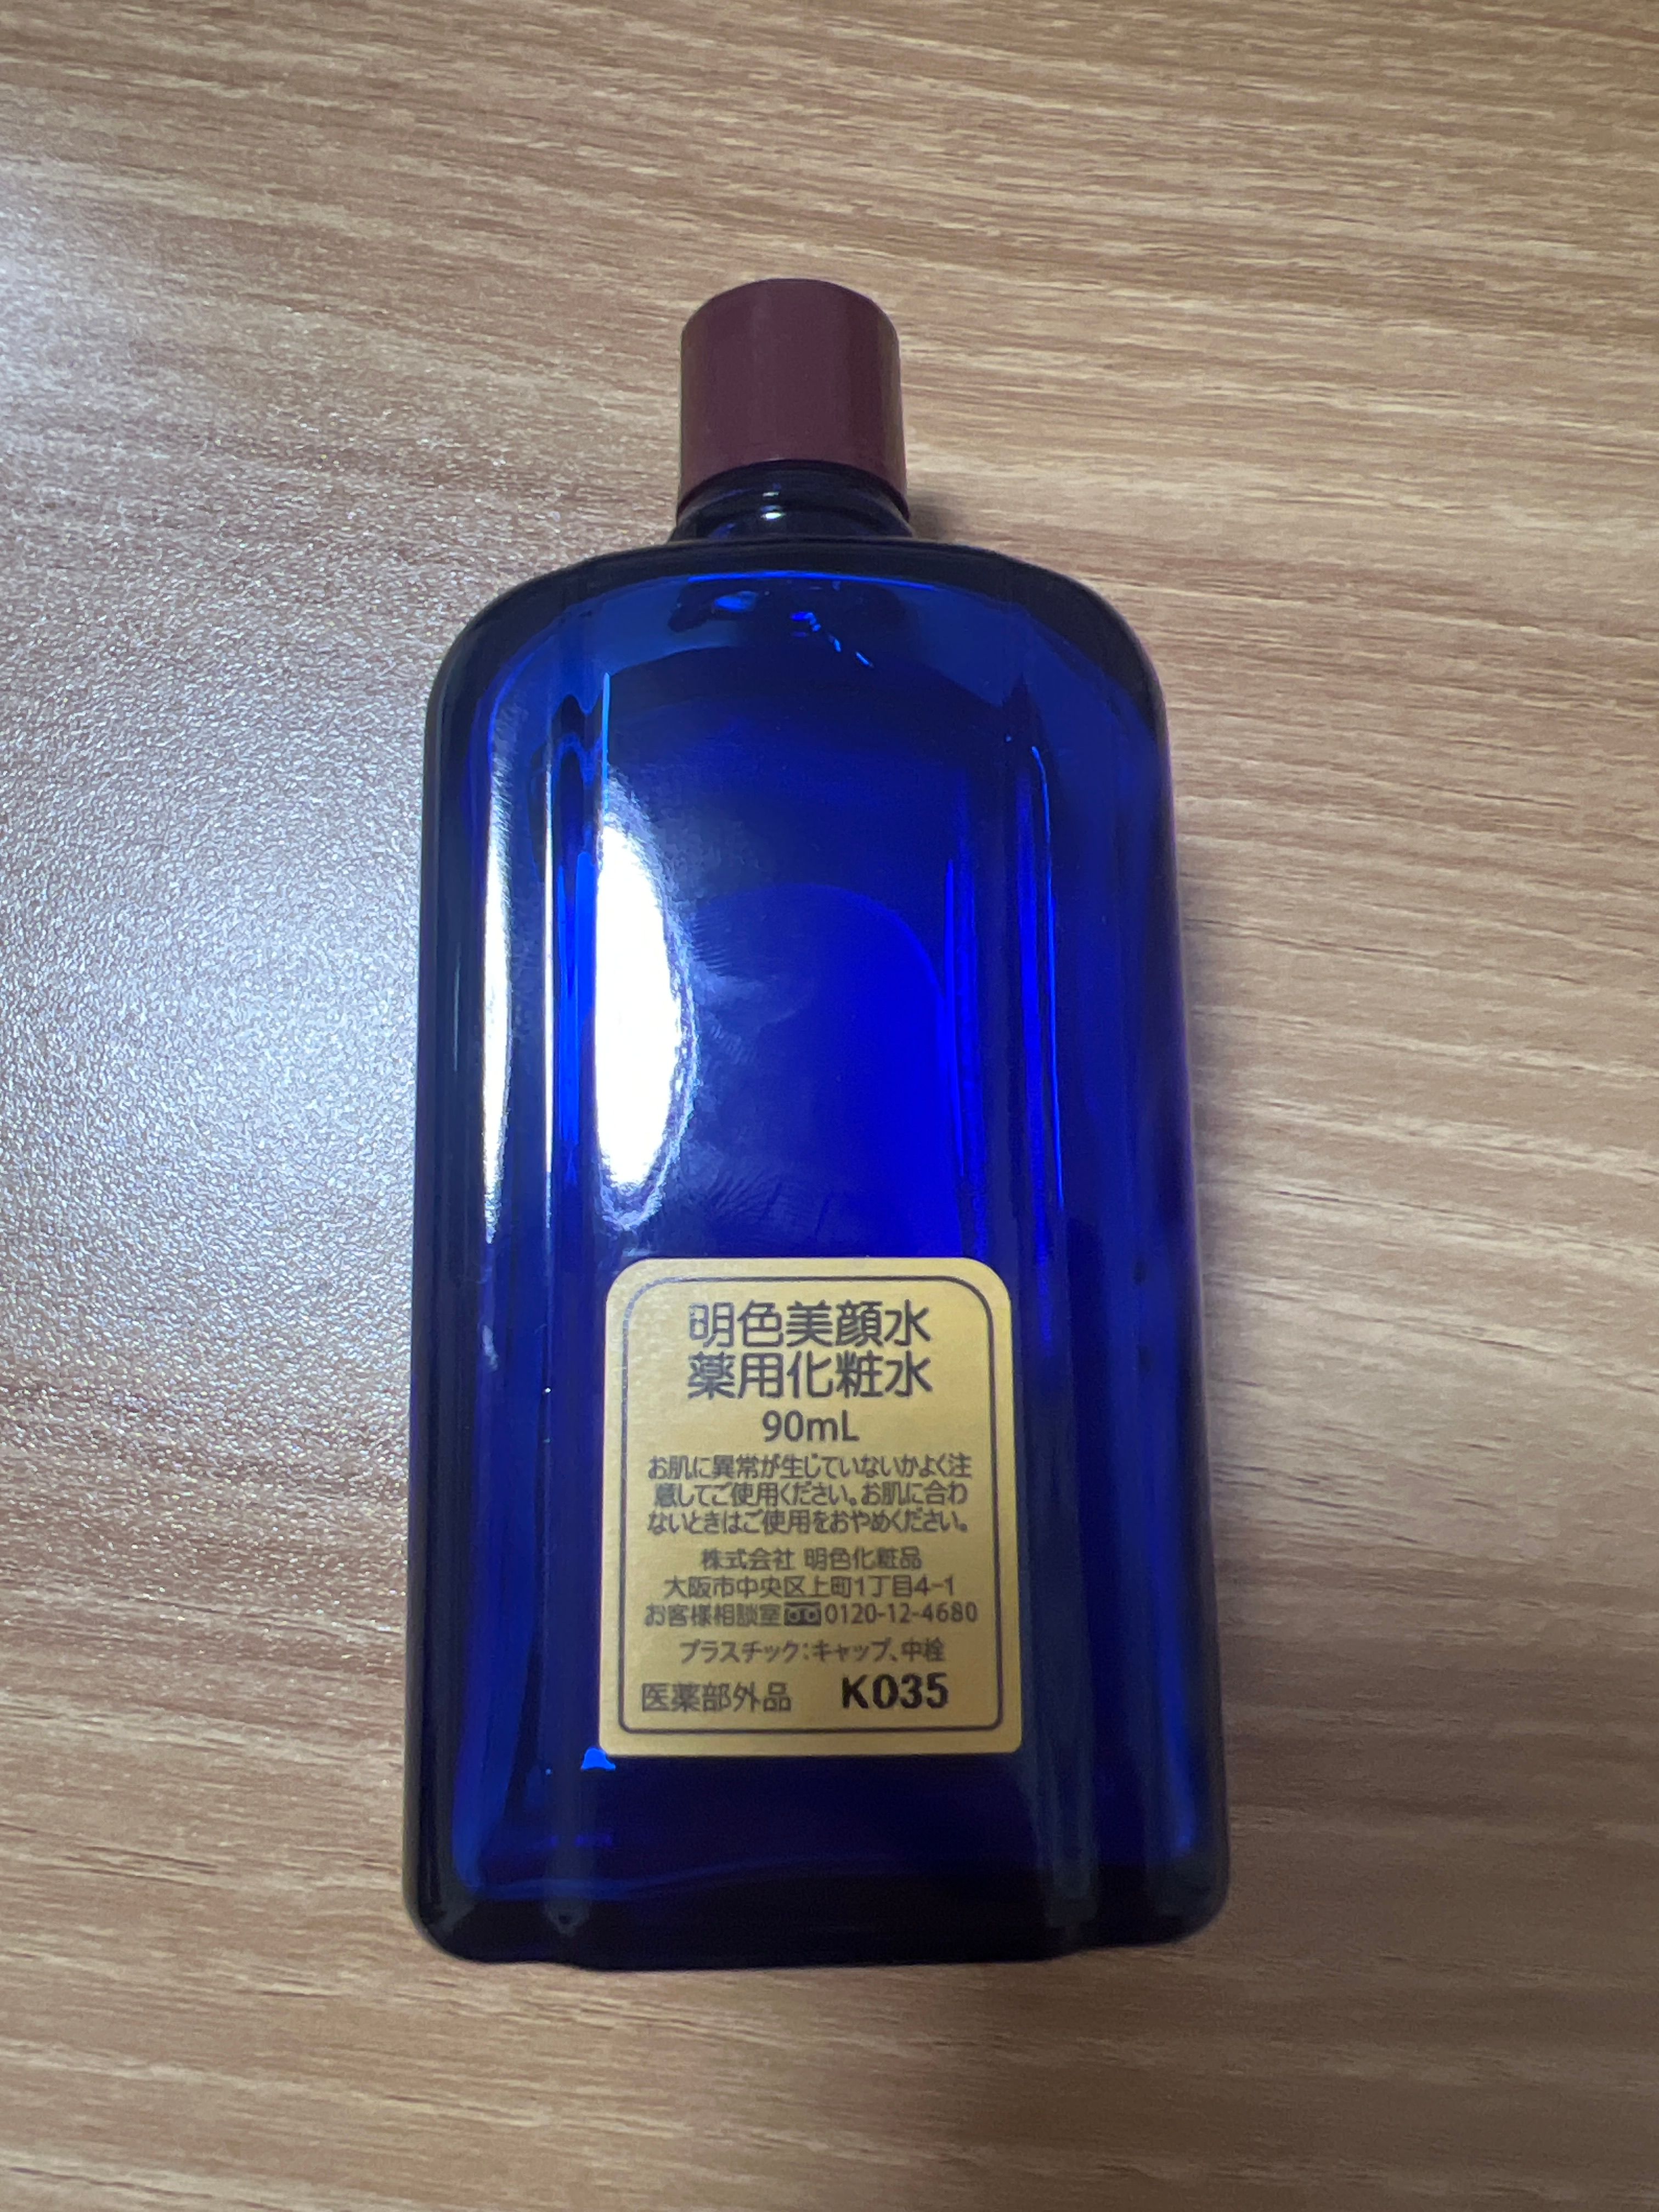 明色美顔水
薬用化粧水
90mL
お肌に異常が生じていないかよく注
意してご使用ください。お肌に合わ
ないときはご使用をおやめください。
株式会社 明色化粧品
大阪市中央区上町1丁目4-1
お客様相談室 0120-12-4680
プラスチック:キャップ、中栓
医薬部外品 K035